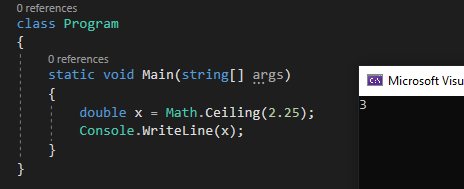 0 references
class Program
{
0 references
static void Main(string[] args)
{
double x = Math.Ceiling(2.25);
Console.WriteLine(x);
}
}
C:\ Microsoft Visu
3